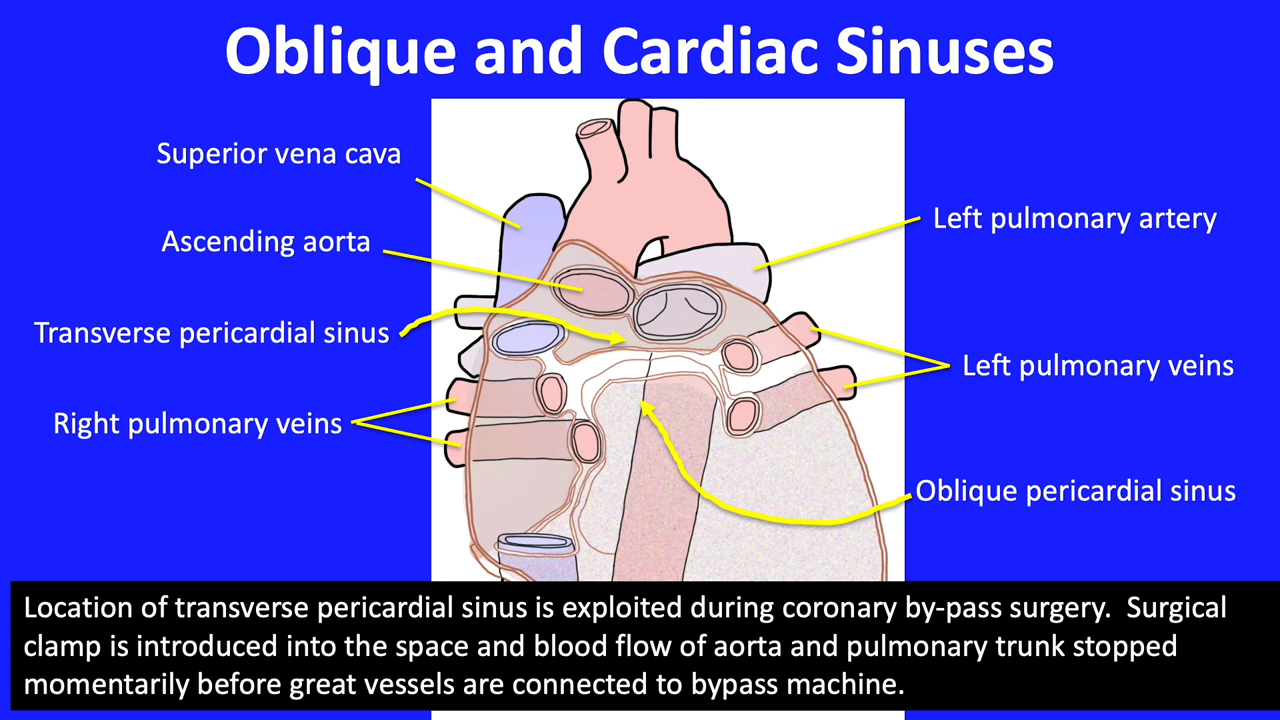 Oblique and Cardiac Sinuses
Superior vena cava
Ascending aorta
Transverse pericardial sinus
Right pulmonary veins
Left pulmonary artery
Left pulmonary veins
Oblique pericardial sinus
Location of transverse pericardial sinus is exploited during coronary by-pass surgery.  Surgical
clamp is introduced into the space and blood flow of aorta and pulmonary trunk stopped
momentarily before great vessels are connected to bypass machine.